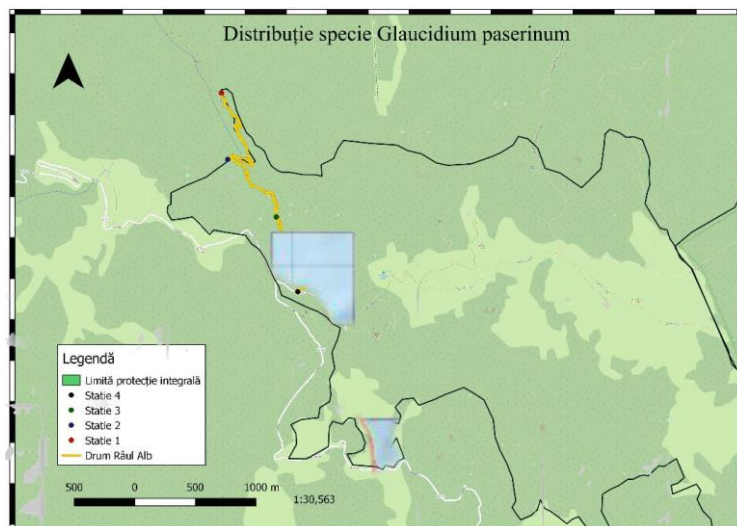 Distribuție specie Glaucidium paserinum
Legendă
Limită protecție integrală
Statie 4
Statie 3
Statie 2
Statie 1
Drum Râul Alb
500 0 500 1000 m
1:30,563